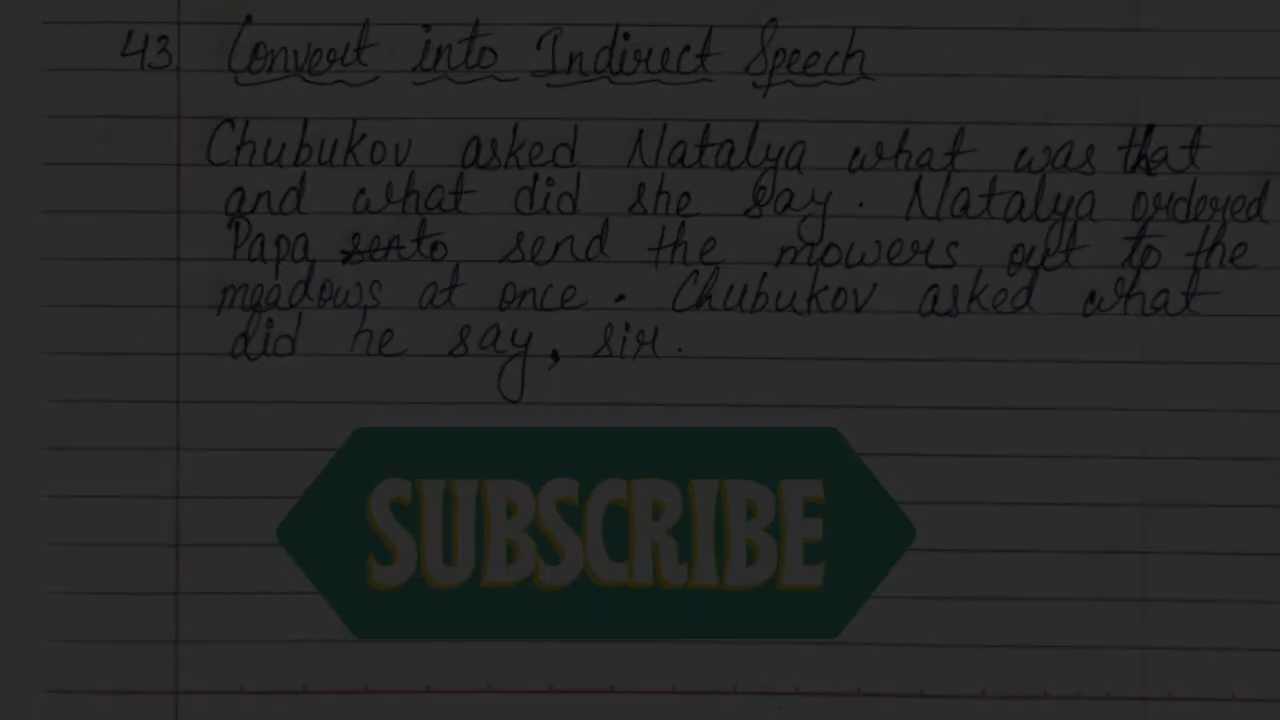 43 Convert into Indirect Speech
Chubukov asked Natalya what was that
and what did she say. Natalya ordered
Papa to send the mowers out to the
meadows at once. Chubukov asked what
did he say, sir.
SUBSCRIBE